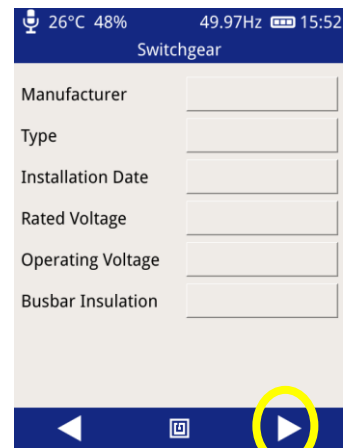 26°C 48% 49.97Hz 15:52
Switchgear
Manufacturer
Type
Installation Date
Rated Voltage
Operating Voltage
Busbar Insulation